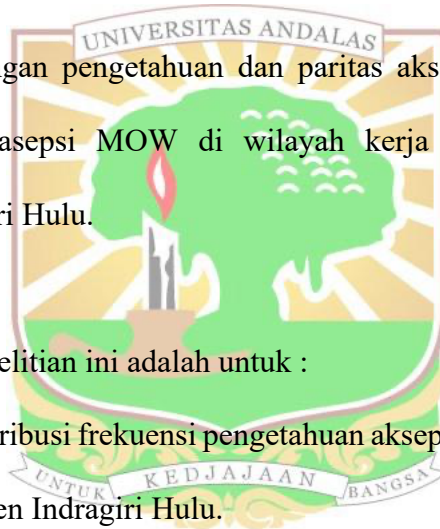 UNIVERSITAS ANDALAS
ngan pengetahuan dan paritas aks
asepsi MOW di wilayah kerja
ri Hulu.
elitian ini adalah untuk :
ribusi frekuensi pengetahuan aksep
en Indragiri Hulu.
UNTUK KEDJAJAAN BANGSA